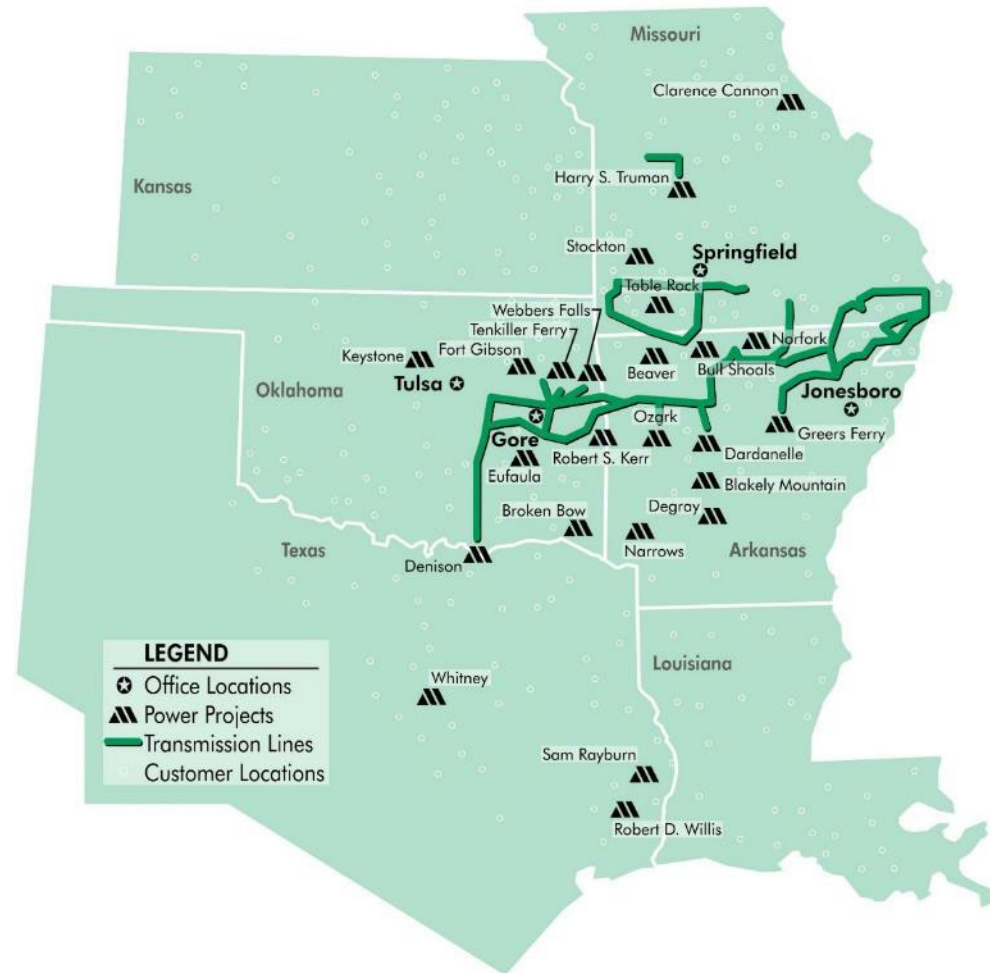 Missouri
Clarence Cannon
Kansas
Harry S. Truman
Stockton
Springfield
Table Rock
Webbers Falls
Tenkiller Ferry
Norfork
Keystone
Fort Gibson
Beaver
Bull Shoals
Oklahoma
Tulsa
Jonesboro
Ozark
Gore
Robert S. Kerr
Greers Ferry
Dardanelle
Eufaula
Blakely Mountain
Broken Bow
Degray
Texas
Narrows
Arkansas
Denison
LEGEND
Office Locations
Power Projects
Transmission Lines
Customer Locations
Louisiana
Whitney
Sam Rayburn
Robert D. Willis